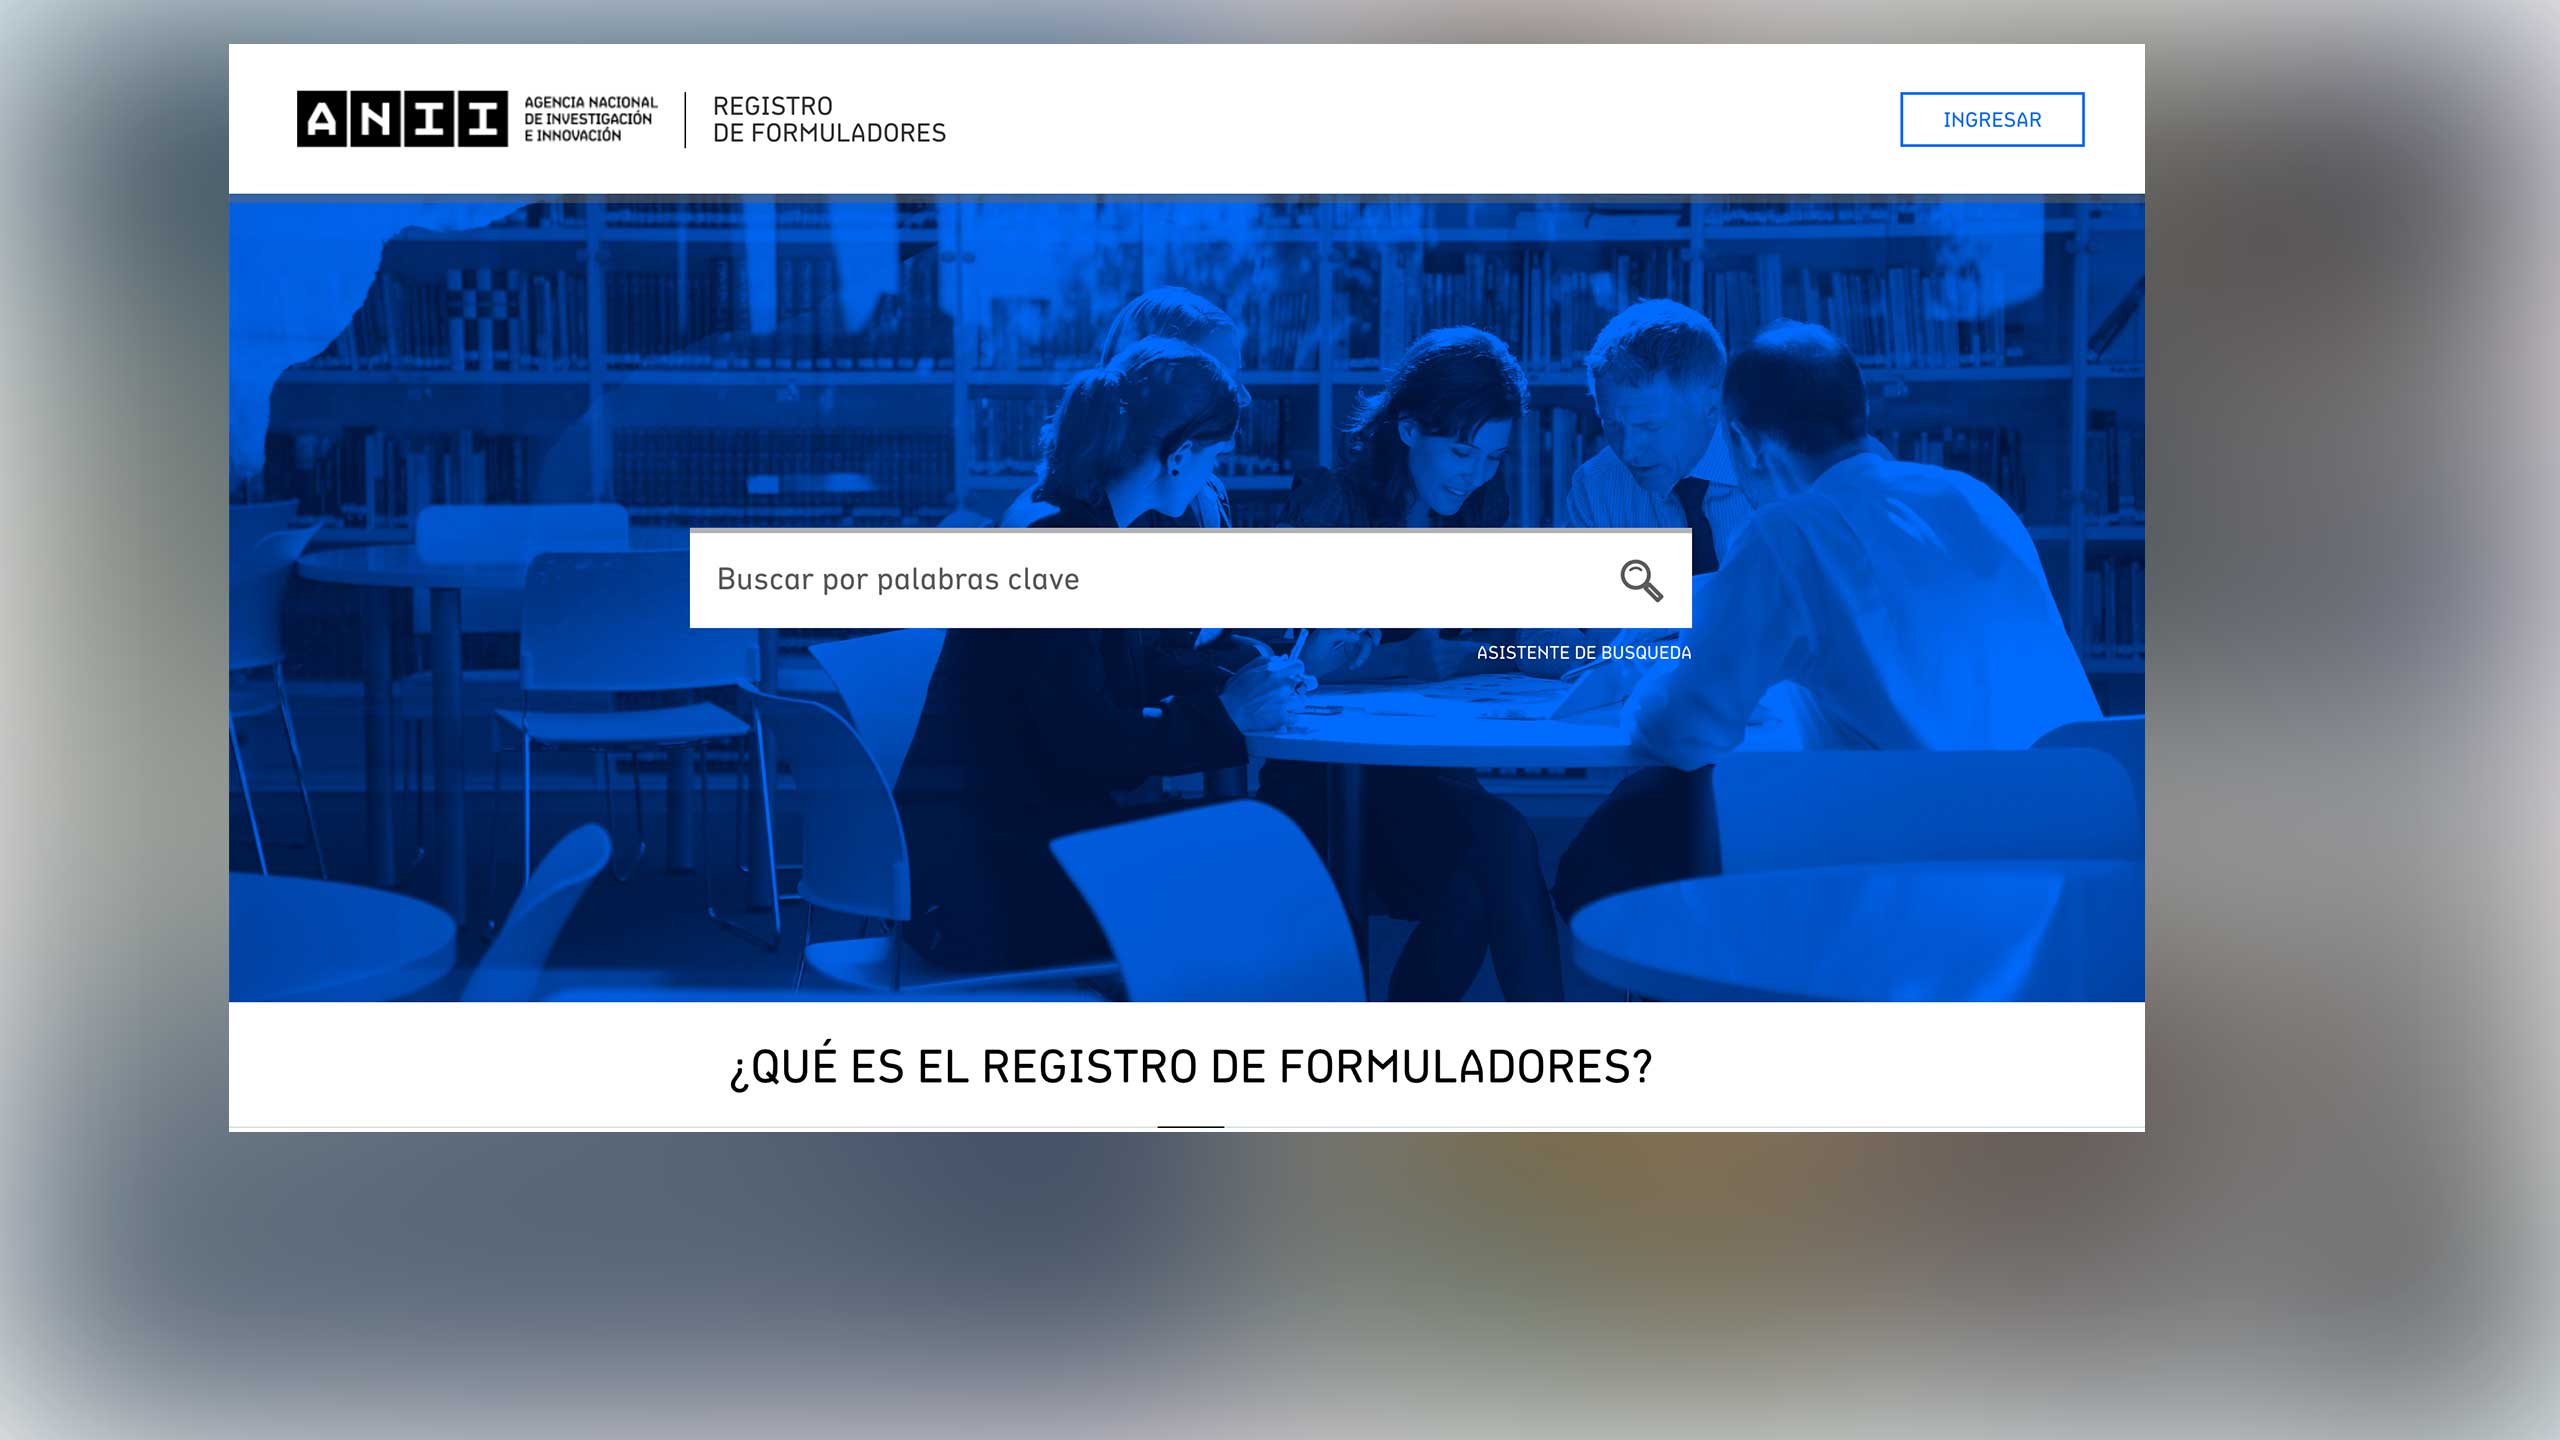 ANII
AGENCIA NACIONAL
DE INVESTIGACIÓN
E INNOVACIÓN
REGISTRO
DE FORMULADORES
INGRESAR
Buscar por palabras clave
ASISTENTE DE BUSQUEDA
¿QUÉ ES EL REGISTRO DE FORMULADORES?